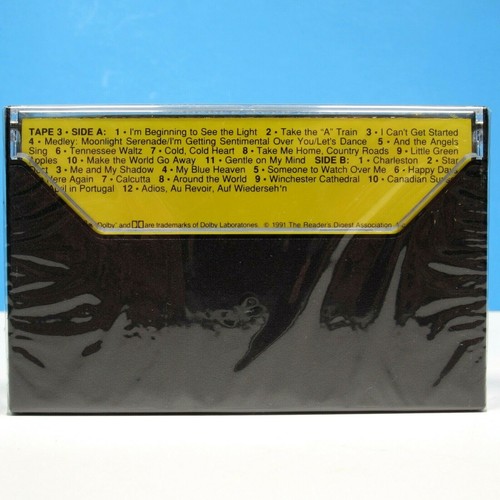 TAPE 3 • SIDE A: 1 • I'm Beginning to See the Light 2 • Take the "A" Train 3 • I Can't Get Started
4 • Medley: Moonlight Serenade/I'm Getting Sentimental Over You/Let's Dance 5 • And the Angels
Sing 6 • Tennessee Waltz 7 • Cold, Cold Heart 8 • Take Me Home, Country Roads 9 • Little Green
Apples 10 • Make the World Go Away 11 • Gentle on My Mind SIDE B: 1 • Charleston 2 • Star
3 • Me and My Shadow 4 • My Blue Heaven 5 • Someone to Watch Over Me 6 • Happy Days
Here Again 7 • Calcutta 8 • Around the World 9 • Winchester Cathedral 10 • Canadian
April in Portugal 12 • Adios, Au Revoir, Auf Wiederseh'n
"Dolby" and are trademarks of Dolby Laboratories. © 1991 The Reader's Digest Association